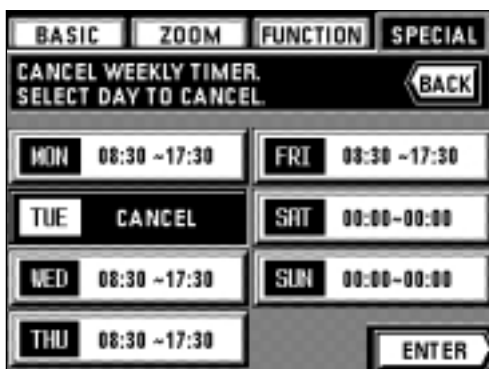 BASIC ZOOM FUNCTION SPECIAL
CANCEL WEEKLY TIMER.
SELECT DAY TO CANCEL.
BACK
MON 08:30 ~17:30
FRI 08:30 ~17:30
TUE CANCEL
SAT 00:00~00:00
WED 08:30 ~17:30
SUN 00:00~00:00
THU 08:30 ~17:30
ENTER